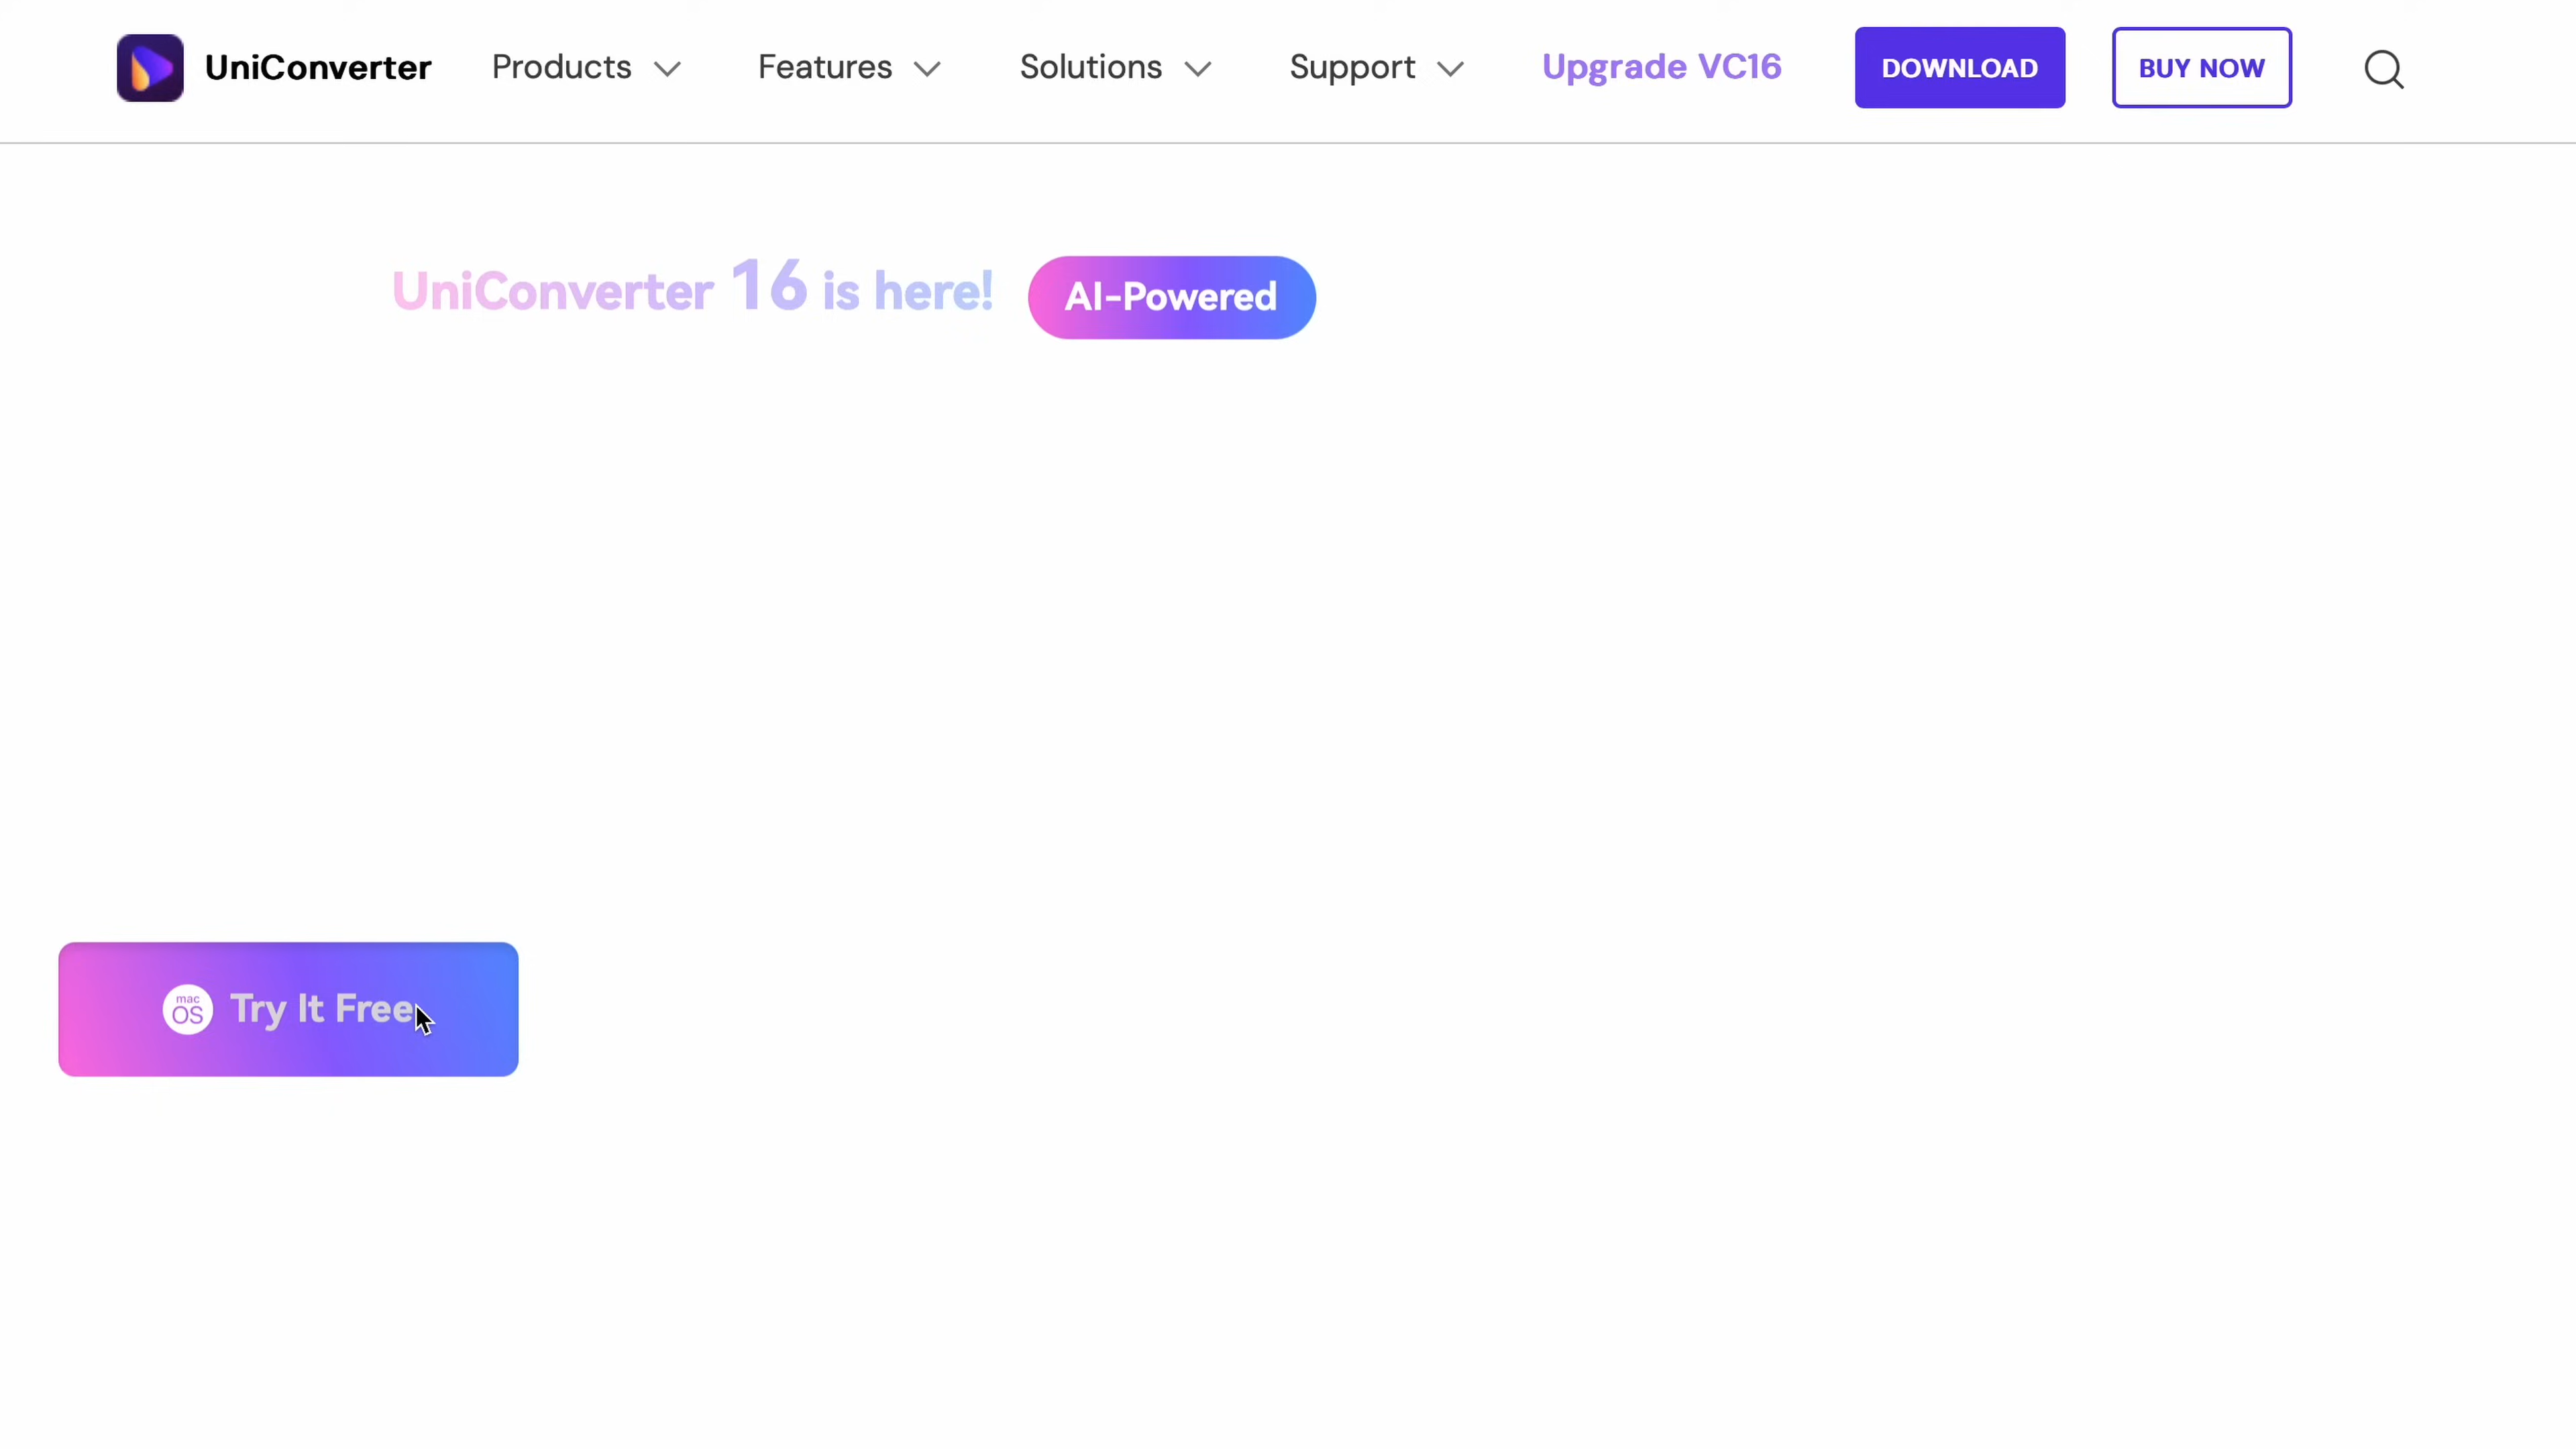 UniConverter Products Features Solutions Support Upgrade VC16 DOWNLOAD BUY NOW
UniConverter 16 is here! AI-Powered
mac
OS
Try It Free